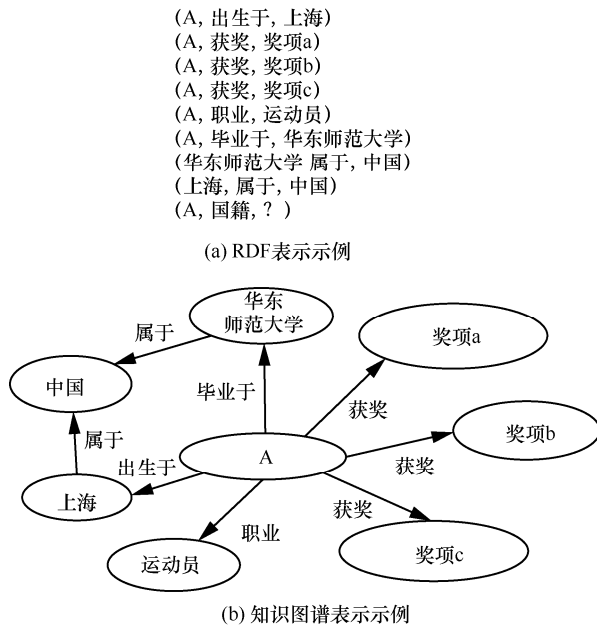 (A, 出生于, 上海)
(A, 获奖, 奖项a)
(A, 获奖, 奖项b)
(A, 获奖, 奖项c)
(A, 职业, 运动员)
(A, 毕业于, 华东师范大学)
(华东师范大学 属于, 中国)
(上海, 属于, 中国)
(A, 国籍, ? )
(a) RDF表示示例
华东
师范大学
属于
奖项a
中国
毕业于
获奖
属于
奖项b
A
出生于
获奖
上海
获奖
职业
奖项c
运动员
(b) 知识图谱表示示例